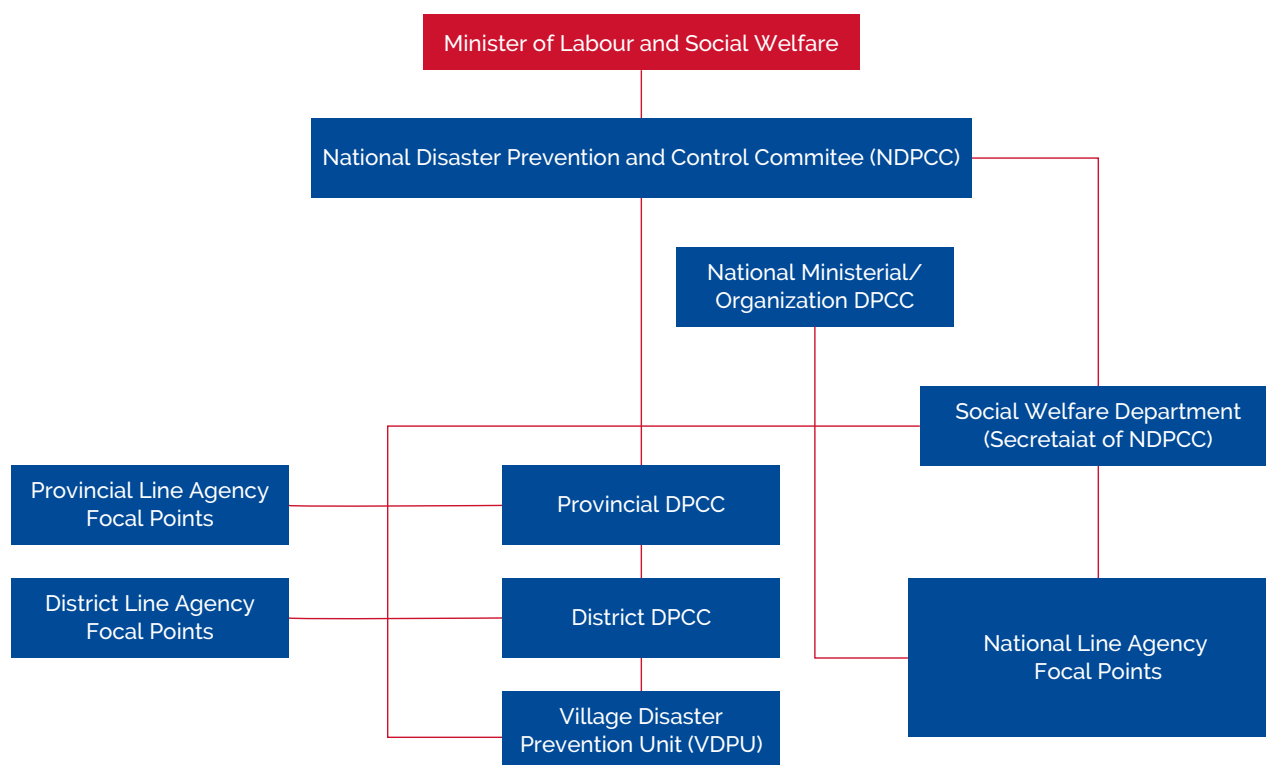 Minister of Labour and Social Welfare
National Disaster Prevention and Control Commitee (NDPCC)
National Ministerial/
Organization DPCC
Social Welfare Department
(Secretaiat of NDPCC)
Provincial Line Agency
Focal Points
Provincial DPCC
District Line Agency
Focal Points
District DPCC
National Line Agency
Focal Points
Village Disaster
Prevention Unit (VDPU)